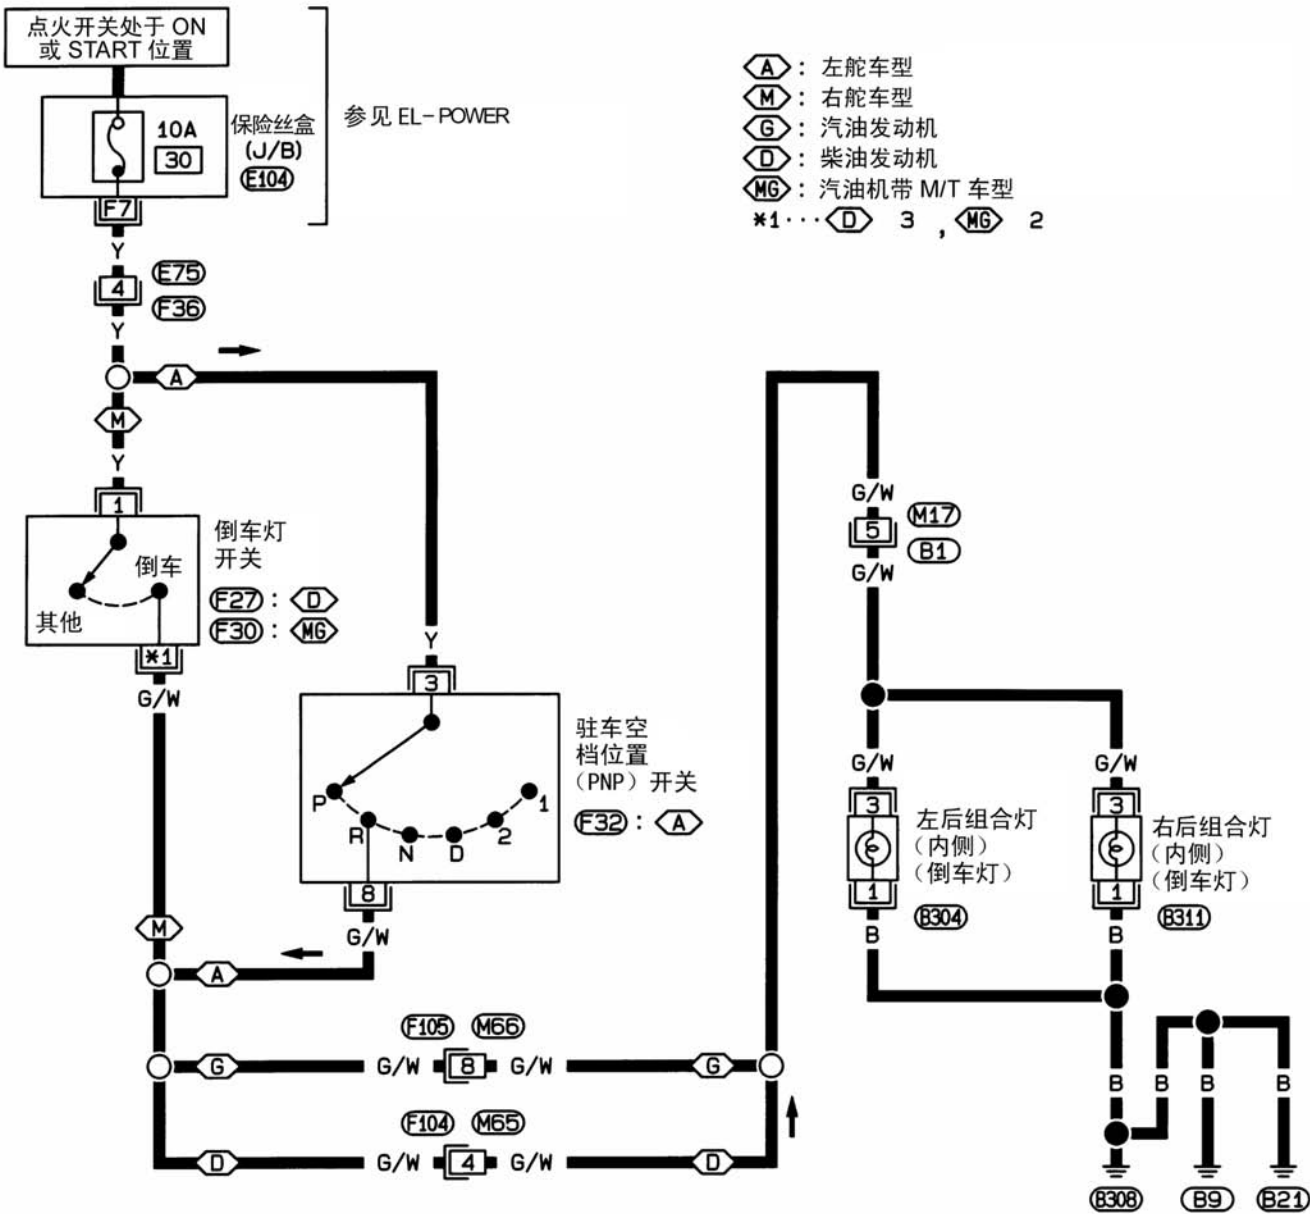 点火开关处于 ON
或 START 位置
10A
30
保险丝盒
(J/B)
E104
参见 EL-POWER
A : 左舵车型
M : 右舵车型
G : 汽油发动机
D : 柴油发动机
MG : 汽油机带 M/T 车型
*1··· D 3 , MG 2
F7
Y
4
E75
F36
Y
A
M
Y
1
倒车灯
开关
倒车
其他
F27 : D
F30 : MG
*1
G/W
Y
3
驻车空
档位置
(PNP) 开关
F32 : A
P
R
N
D
2
1
8
G/W
M
A
F105 M66
G G/W 8 G/W G
F104 M65
D G/W 4 G/W D
G/W
5
M17
B1
G/W
G/W
G/W
3
3
左后组合灯
(内侧)
(倒车灯)
右后组合灯
(内侧)
(倒车灯)
1
1
B304
B311
B
B
B B B B
B308 B9 B21